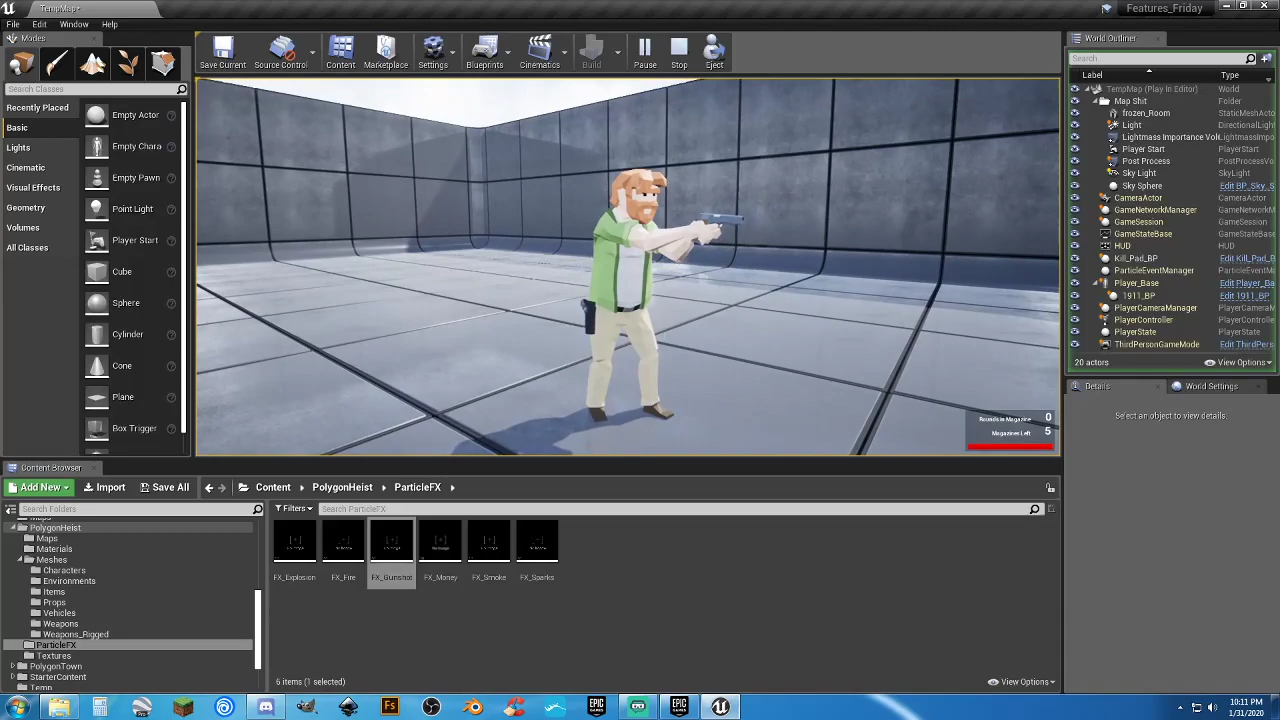 TempMap*
Features_Friday
File Edit Window Help
Modes
World Outliner
Save Current
Source Control
Content
Marketplace
Settings
Blueprints
Cinematics
Build
Pause
Stop
Eject
Search Classes
Recently Placed
Basic
Lights
Cinematic
Visual Effects
Geometry
Volumes
All Classes
Empty Actor
Empty Chara
Empty Pawn
Point Light
Player Start
Cube
Sphere
Cylinder
Cone
Plane
Box Trigger
Rounds in Magazine 0
Magazines Left 5
Search
Label Type
TempMap (Play In Editor) World
Map Shit Folder
frozen_Room StaticMeshActo
Light DirectionalLight
Lightmass Importance Volu LightmassImpo
Player Start PlayerStart
Post Process PostProcessVo
Sky Light SkyLight
Sky Sphere Edit BP_Sky_S
CameraActor CameraActor
GameNetworkManager GameNetworkM
GameSession GameSession
GameStateBase GameStateBase
HUD HUD
Kill_Pad_BP Edit Kill_Pad_B
ParticleEventManager ParticleEventM
Player_Base Edit Player_Ba
1911_BP Edit 1911_BP
PlayerCameraManager PlayerCameraM
PlayerController PlayerControlle
PlayerState PlayerState
ThirdPersonGameMode Edit ThirdPers
20 actors View Options
Details
World Settings
Select an object to view details.
Content Browser
Add New Import Save All
Content PolygonHeist ParticleFX
Search Folders
Filters Search ParticleFX
PolygonHeist
Maps
Materials
Meshes
Characters
Environments
Items
Props
Vehicles
Weapons
Weapons_Rigged
ParticleFX
Textures
PolygonTown
StarterContent
Temp
FX_Explosion
FX_Fire
FX_Gunshot
FX_Money
FX_Smoke
FX_Sparks
6 items (1 selected)
View Options
Pro
Fs
EPIC GAMES
EPIC GAMES
10:11 PM
1/31/2020